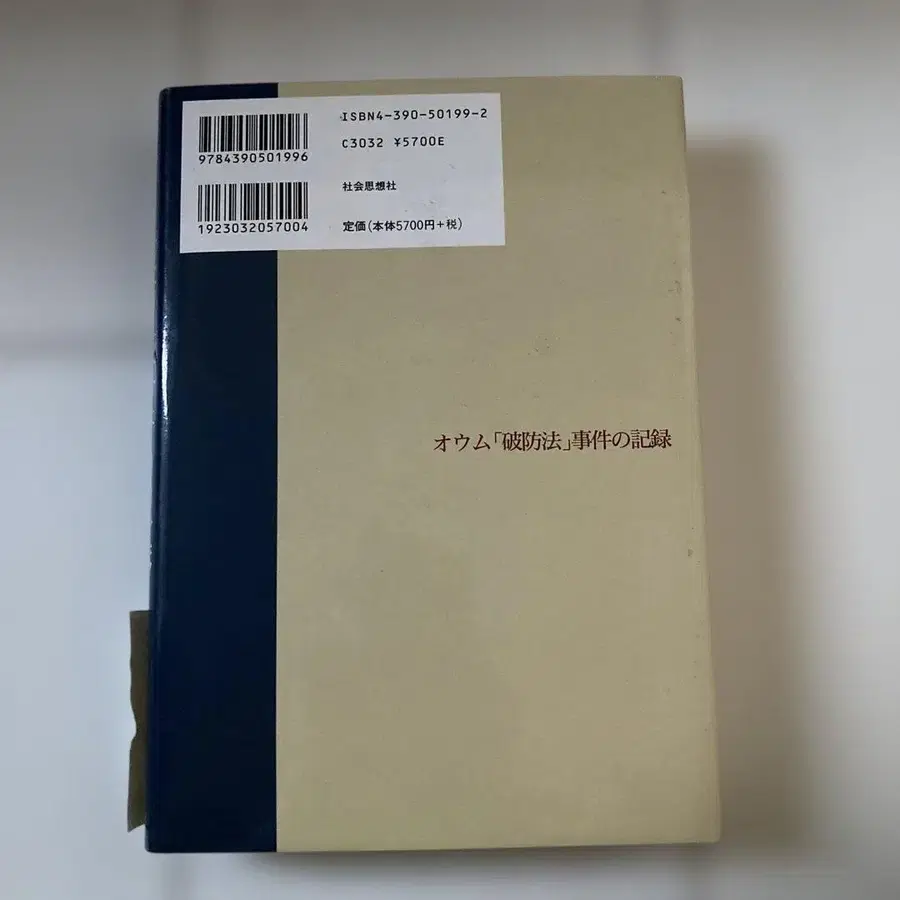 ISBN4-390-50199-2
C3032 ¥5700E
9784390501996
社会思想社
1923032057004
定価(本体5700円+税)
オウム「破防法」事件の記録